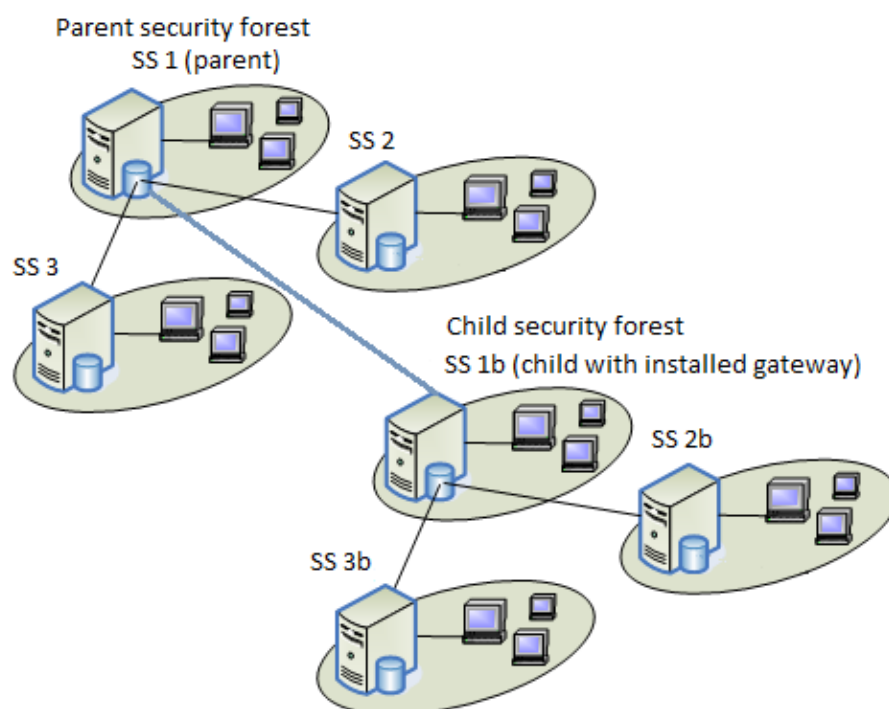 Parent security forest
SS 1 (parent)
SS 2
SS 3
Child security forest
SS 1b (child with installed gateway)
SS 2b
SS 3b